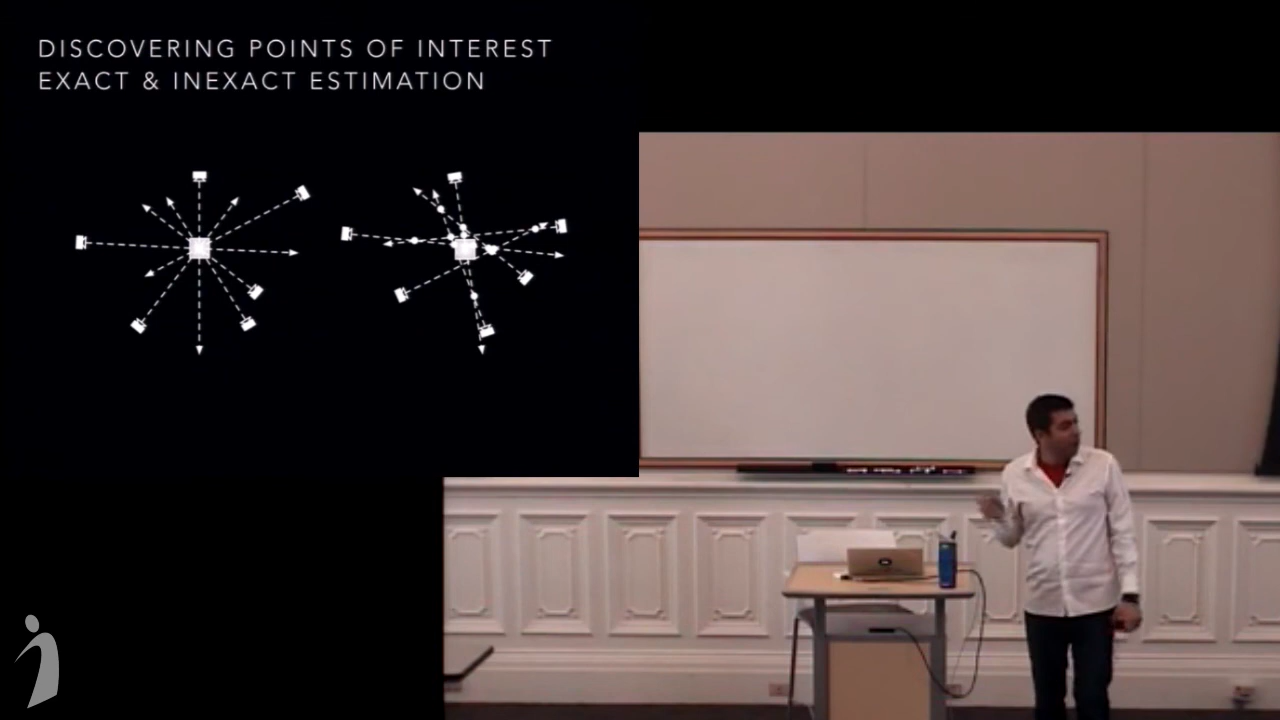 DISCOVERING POINTS OF INTEREST
EXACT & INEXACT ESTIMATION